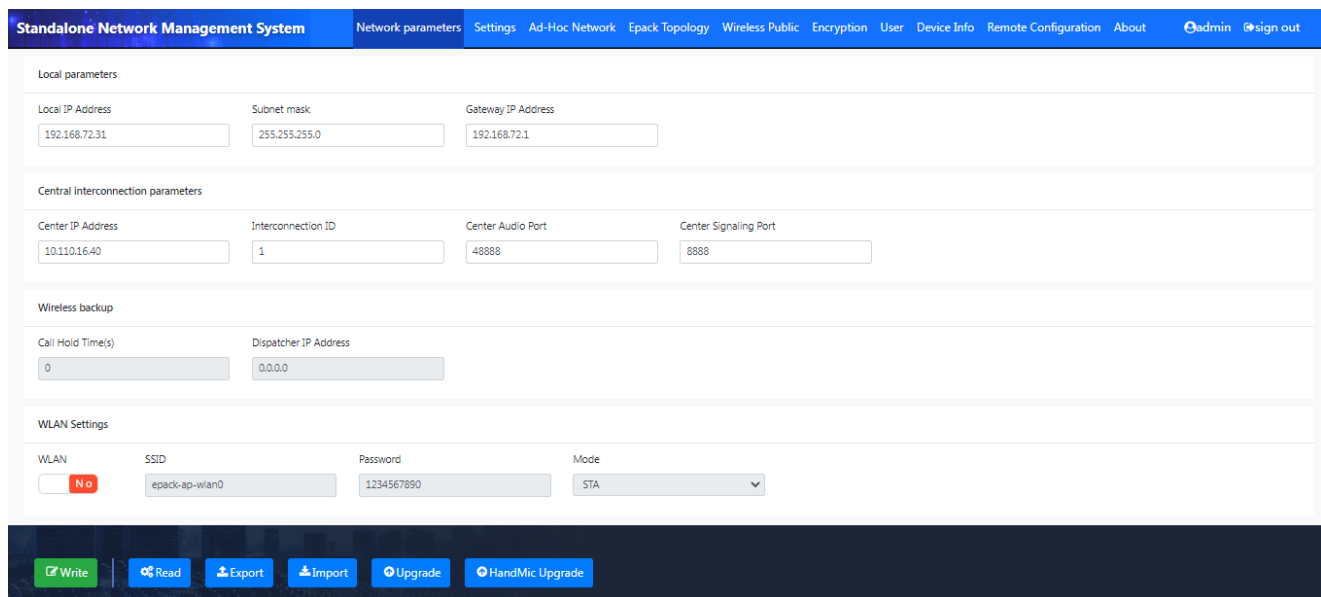 Standalone Network Management System Network parameters Settings Ad-Hoc Network Epack Topology Wireless Public Encryption User Device Info Remote Configuration About admin sign out
Local parameters
Local IP Address Subnet mask Gateway IP Address
192.168.72.31 255.255.255.0 192.168.72.1
Central interconnection parameters
Center IP Address Interconnection ID Center Audio Port Center Signaling Port
10.110.16.40 1 48888 8888
Wireless backup
Call Hold Time(s) Dispatcher IP Address
0 0.0.0.0
WLAN Settings
WLAN SSID Password Mode
No epack-ap-wlan0 1234567890 STA
Write Read Export Import Upgrade HandMic Upgrade